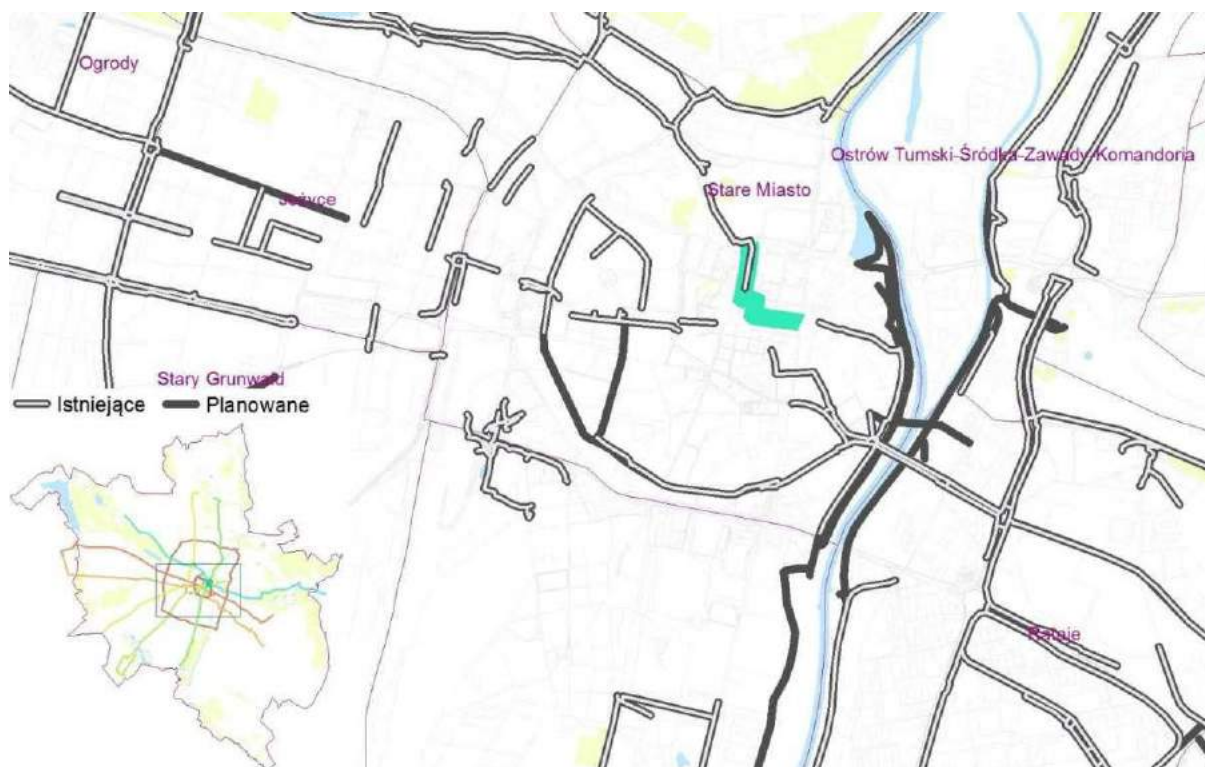 Ogrody
Ostrów Tumski-Śródka-Zawady-Komandoria
Stare Miasto
Jeżyce
Stary Grunwald
Istniejące Planowane
Rataje